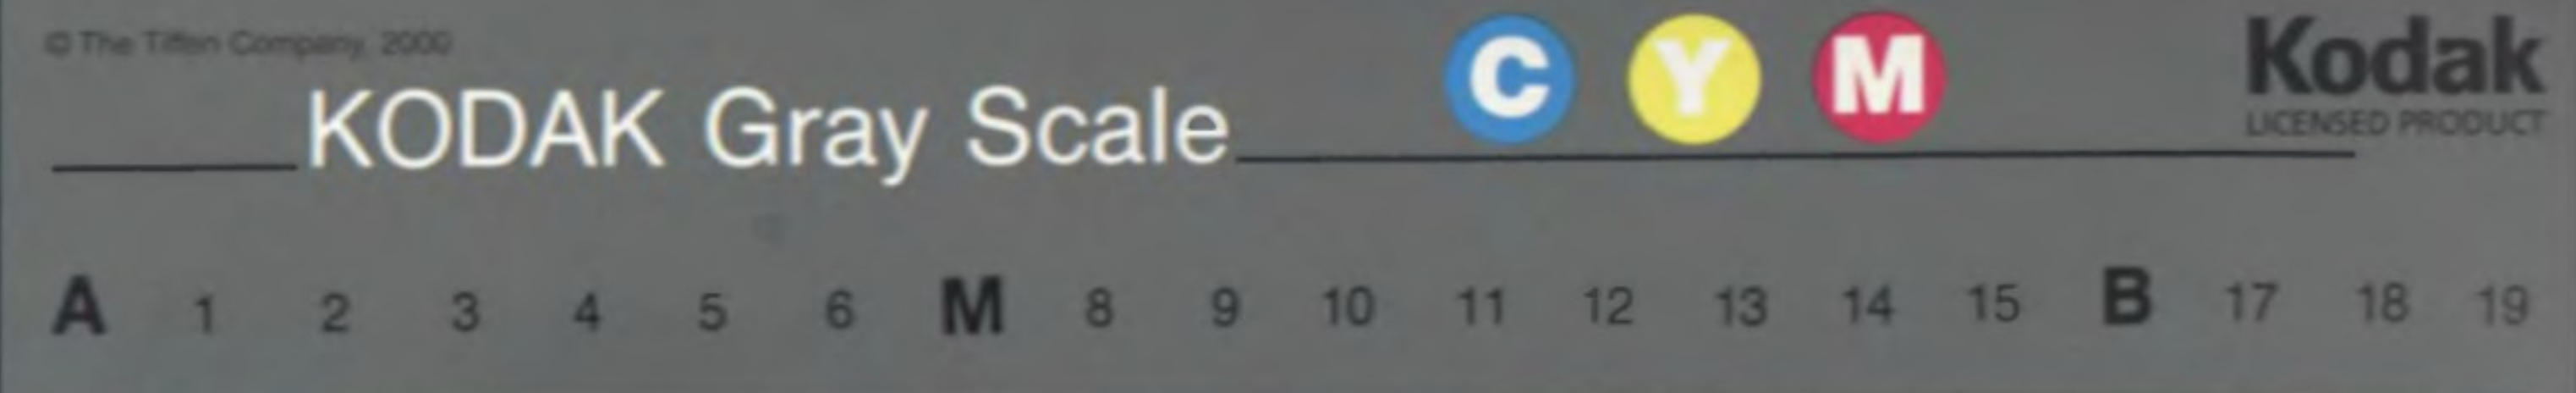 © The Tiffen Company, 2000
KODAK Gray Scale
C Y M
Kodak
LICENSED PRODUCT
A 1 2 3 4 5 6 M 8 9 10 11 12 13 14 15 B 17 18 19